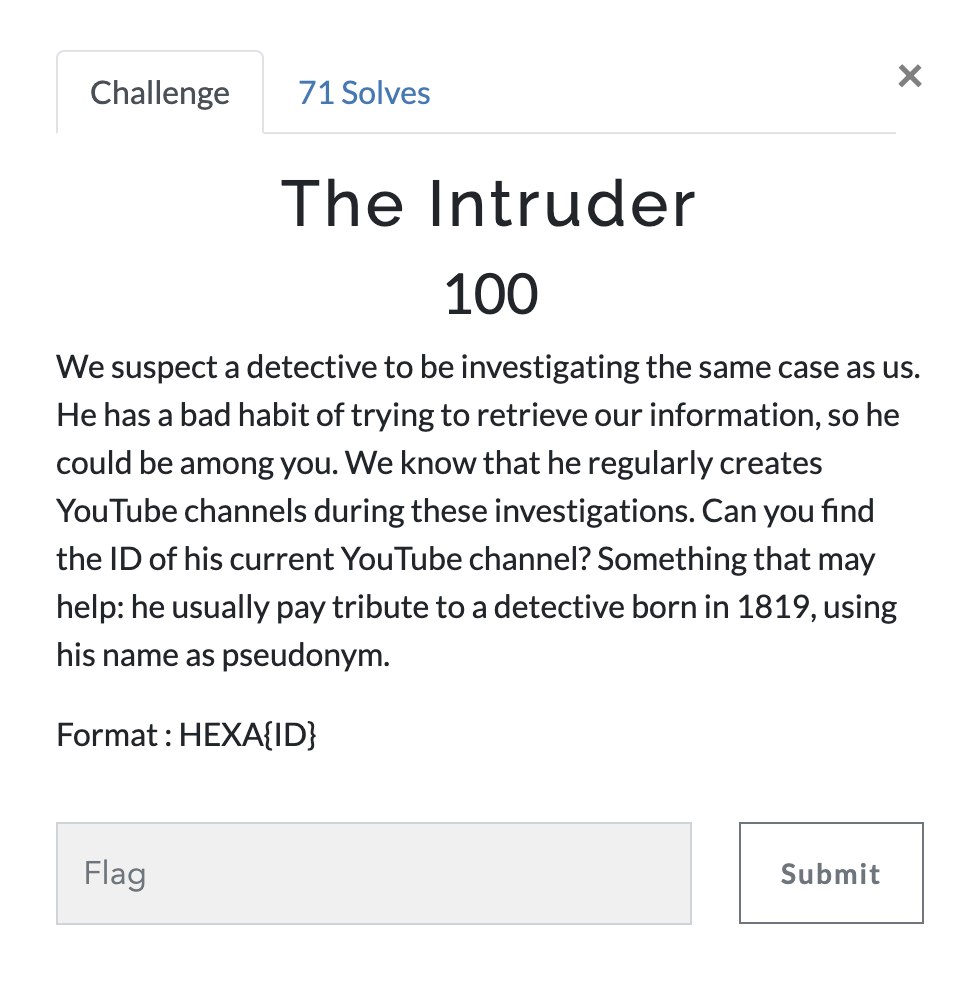 Challenge
71 Solves
×
The Intruder
100
We suspect a detective to be investigating the same case as us.
He has a bad habit of trying to retrieve our information, so he
could be among you. We know that he regularly creates
YouTube channels during these investigations. Can you find
the ID of his current YouTube channel? Something that may
help: he usually pay tribute to a detective born in 1819, using
his name as pseudonym.
Format : HEXA{ID}
Flag
Submit